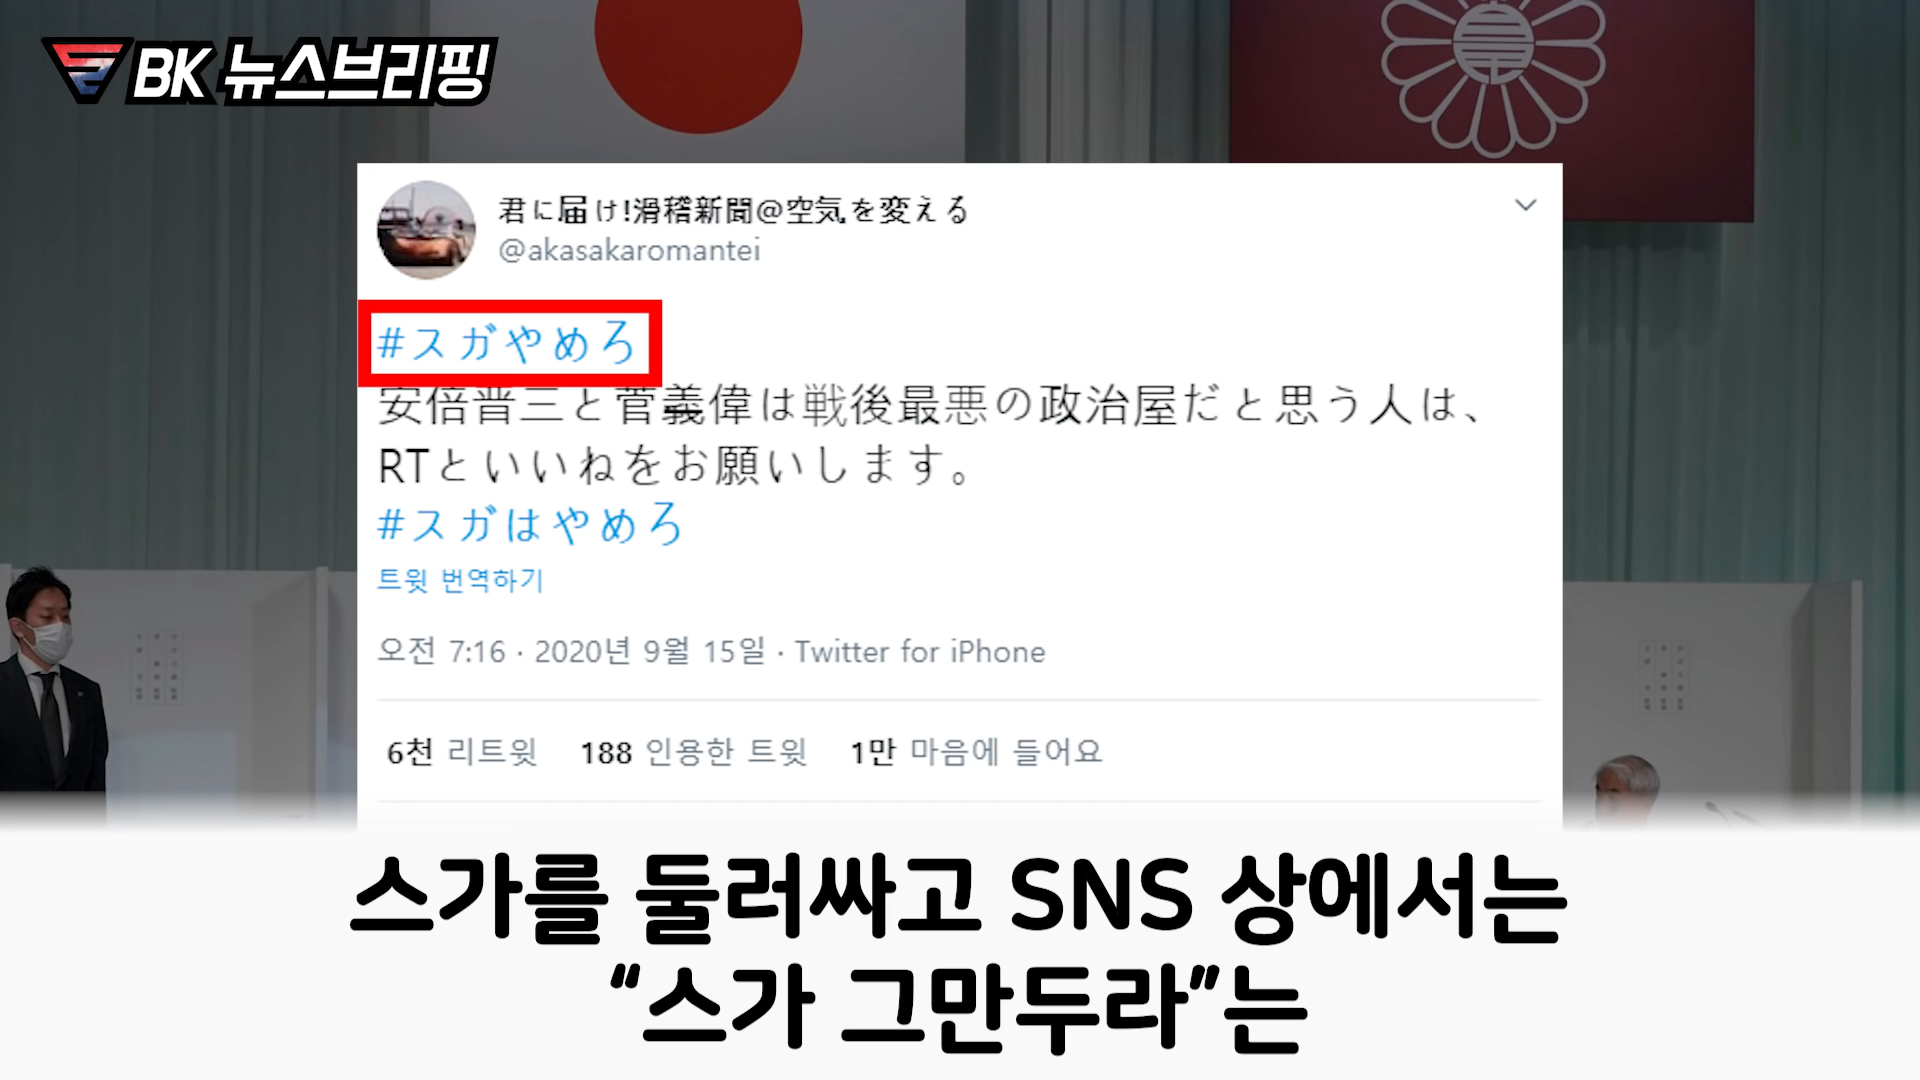 BK 뉴스브리핑
君に届け!滑稽新聞@空気を変える
@akasakaromantei
#スガやめろ
安倍晋三と菅義偉は戦後最悪の政治屋だと思う人は、
RTといいねをお願いします。
#スガはやめろ
트윗 번역하기
오전 7:16 · 2020년 9월 15일 · Twitter for iPhone
6천 리트윗 188 인용한 트윗 1만 마음에 들어요
스가를 둘러싸고 SNS 상에서는
“스가 그만두라”는